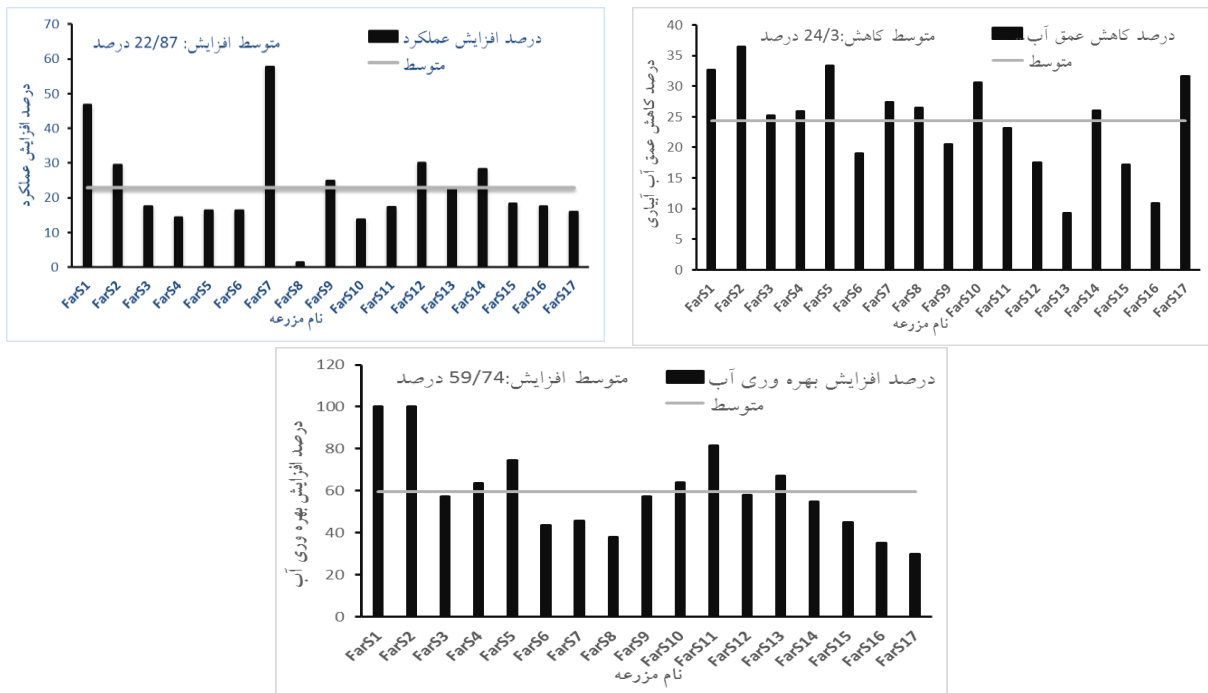 متوسط افزایش: 22/87 درصد
درصد افزایش عملکرد
متوسط
درصد افزایش عملکرد
70
60
50
40
30
20
10
0
FarS1
FarS2
FarS3
FarS4
FarS5
FarS6
FarS7
FarS8
FarS9
FarS10
FarS11
FarS12
FarS13
FarS14
FarS15
FarS16
FarS17
نام مزرعه
متوسط کاهش:24/3 درصد
درصد کاهش عمق آب
متوسط
درصد کاهش عمق آب آبیاری
40
35
30
25
20
15
10
5
0
FarS1
FarS2
FarS3
FarS4
FarS5
FarS6
FarS7
FarS8
FarS9
FarS10
FarS11
FarS12
FarS13
FarS14
FarS15
FarS16
FarS17
نام مزرعه
متوسط افزایش:59/74 درصد
درصد افزایش بهره وری آب
متوسط
درصد افزایش بهره وری آب
120
100
80
60
40
20
0
FarS1
FarS2
FarS3
FarS4
FarS5
FarS6
FarS7
FarS8
FarS9
FarS10
FarS11
FarS12
FarS13
FarS14
FarS15
FarS16
FarS17
نام مزرعه